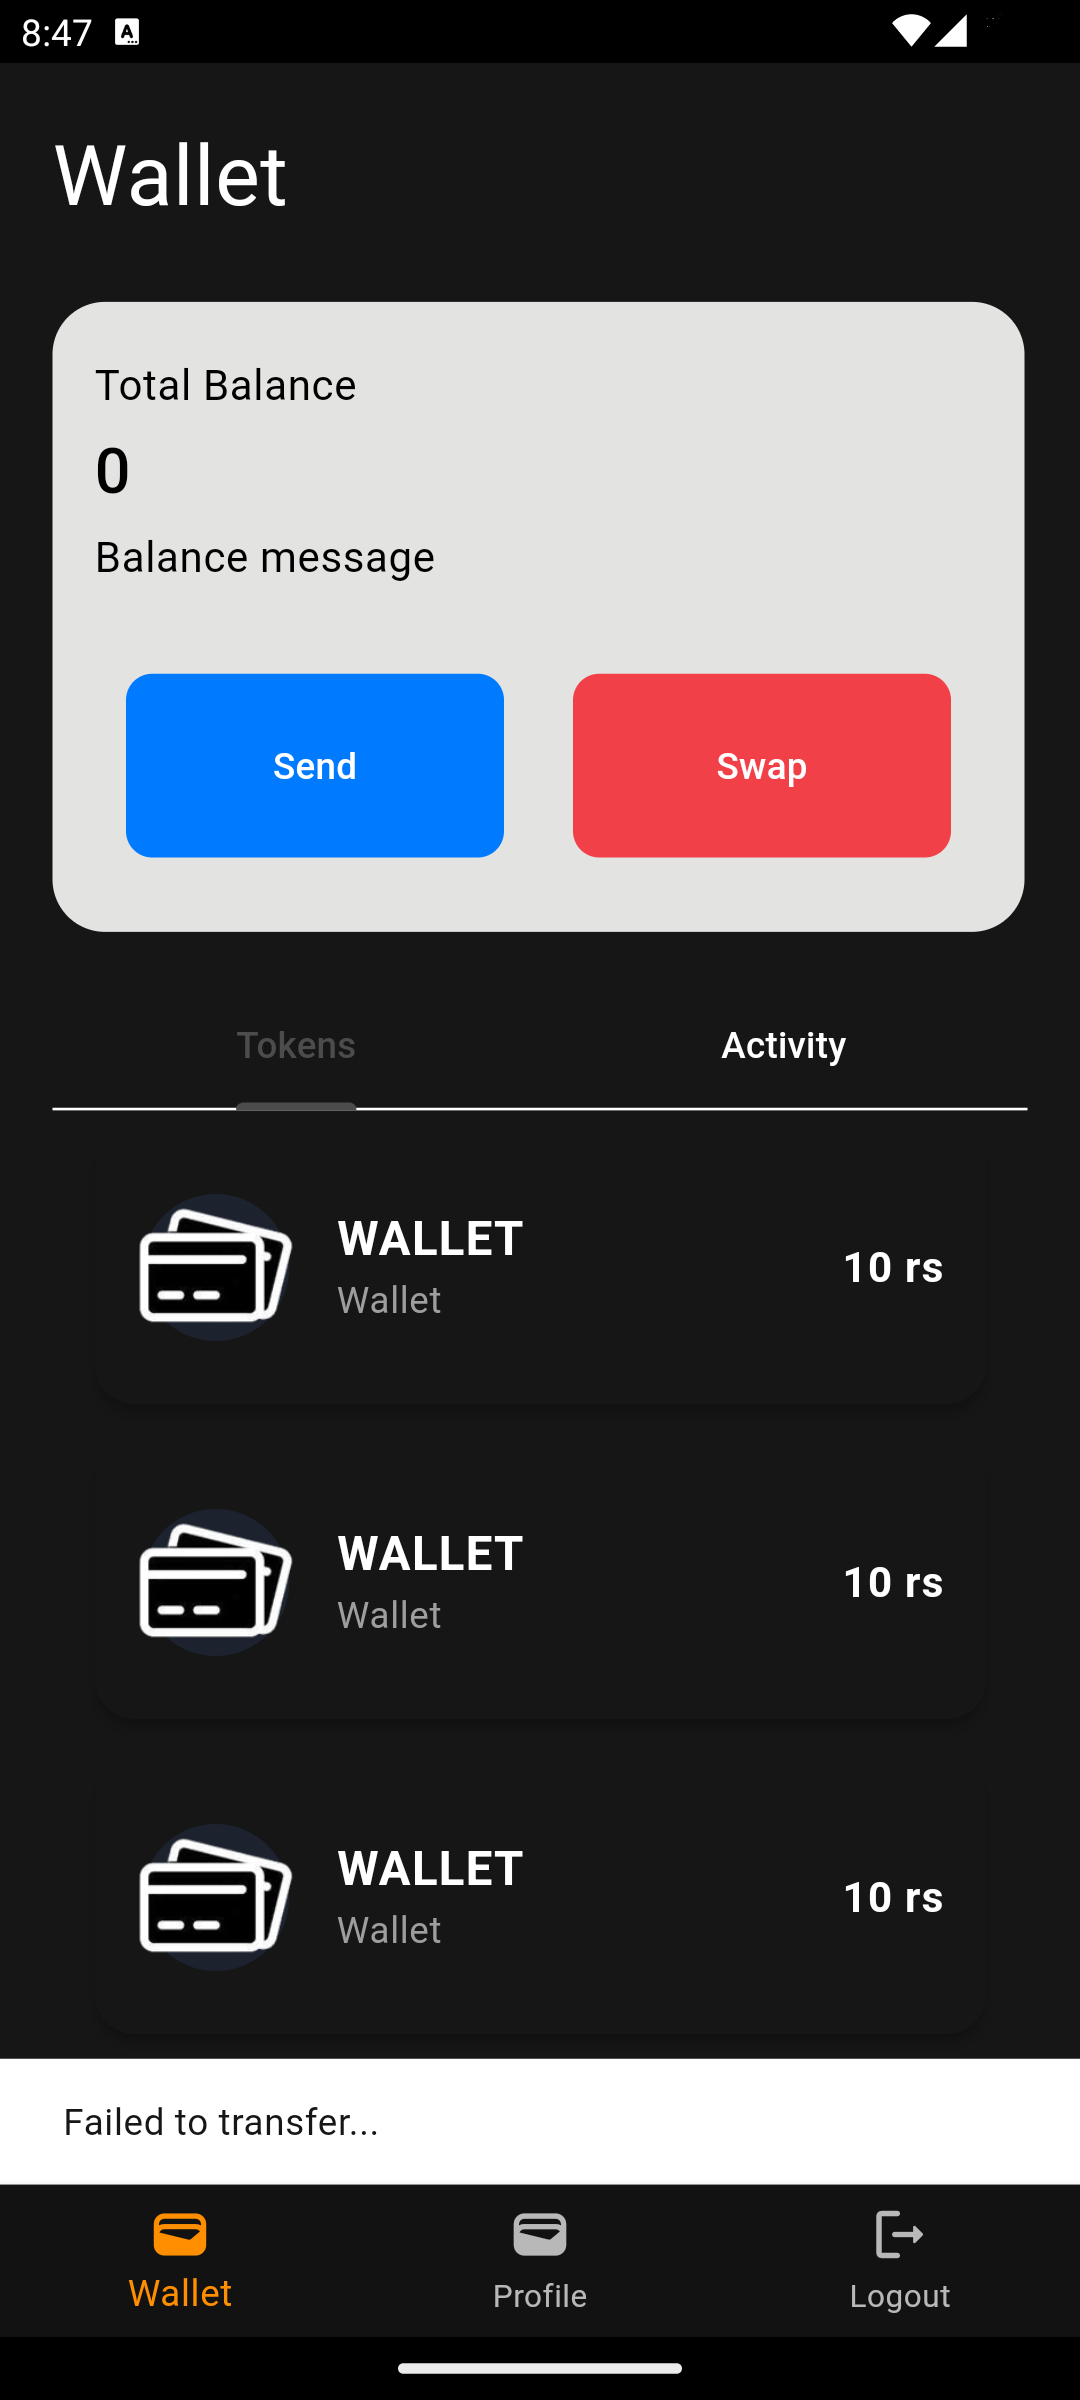 8:47
Wallet
Total Balance
0
Balance message
Send
Swap
Tokens
Activity
WALLET
Wallet
10 rs
WALLET
Wallet
10 rs
WALLET
Wallet
10 rs
Failed to transfer...
Wallet
Profile
Logout